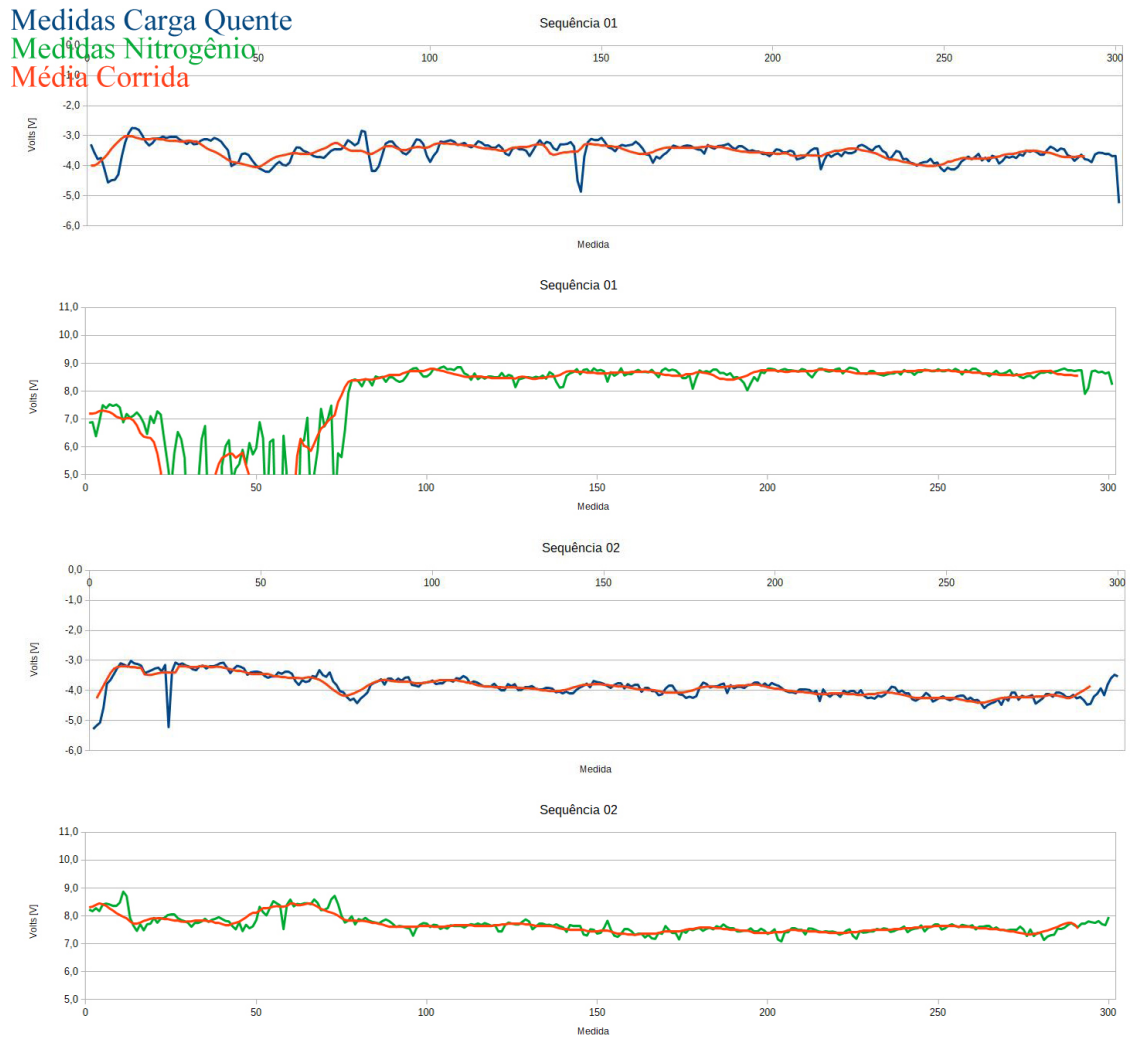 Medidas Carga Quente
Medidas Nitrogênio
Média Corrida
Sequência 01
0,0
0 50 100 150 200 250 300
-1,0
-2,0
-3,0
-4,0
-5,0
-6,0
Volts [V]
Medida
Sequência 01
11,0
10,0
9,0
8,0
7,0
6,0
5,0
Volts [V]
0 50 100 150 200 250 300
Medida
Sequência 02
0,0
0 50 100 150 200 250 300
-1,0
-2,0
-3,0
-4,0
-5,0
-6,0
Volts [V]
Medida
Sequência 02
11,0
10,0
9,0
8,0
7,0
6,0
5,0
Volts [V]
0 50 100 150 200 250 300
Medida